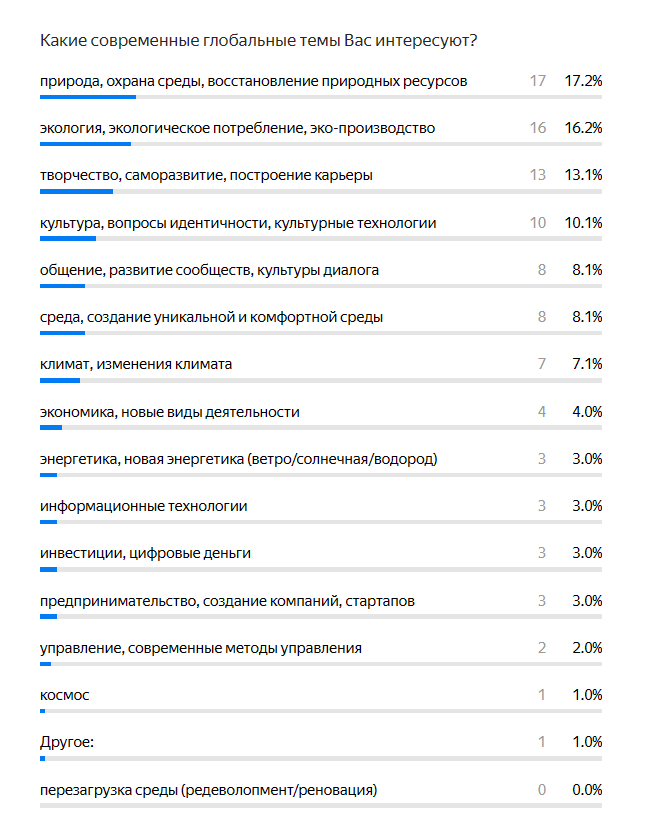 Какие современные глобальные темы Вас интересуют?
природа, охрана среды, восстановление природных ресурсов 17 17.2%
экология, экологическое потребление, эко-производство 16 16.2%
творчество, саморазвитие, построение карьеры 13 13.1%
культура, вопросы идентичности, культурные технологии 10 10.1%
общение, развитие сообществ, культуры диалога 8 8.1%
среда, создание уникальной и комфортной среды 8 8.1%
климат, изменения климата 7 7.1%
экономика, новые виды деятельности 4 4.0%
энергетика, новая энергетика (ветро/солнечная/водород) 3 3.0%
информационные технологии 3 3.0%
инвестиции, цифровые деньги 3 3.0%
предпринимательство, создание компаний, стартапов 3 3.0%
управление, современные методы управления 2 2.0%
космос 1 1.0%
Другое: 1 1.0%
перезагрузка среды (редеволопмент/реновация) 0 0.0%